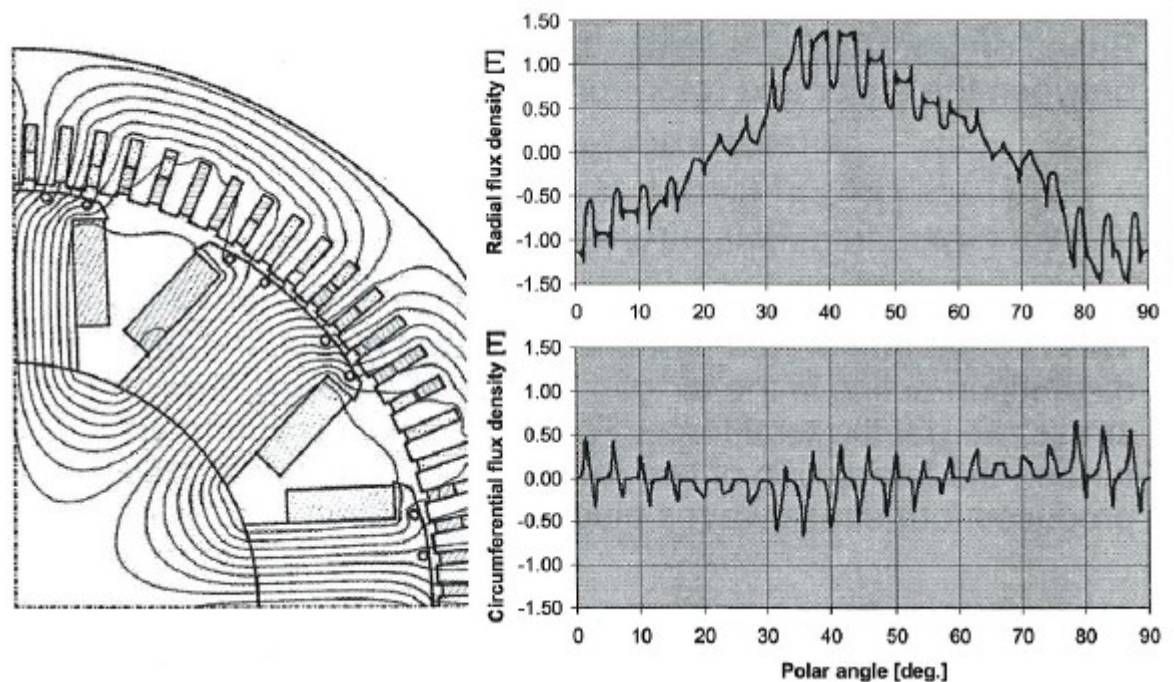 Radial flux density [T]
1.50
1.00
0.50
0.00
-0.50
-1.00
-1.50
0 10 20 30 40 50 60 70 80 90
Circumferential flux density [T]
1.50
1.00
0.50
0.00
-0.50
-1.00
-1.50
0 10 20 30 40 50 60 70 80 90
Polar angle [deg.]